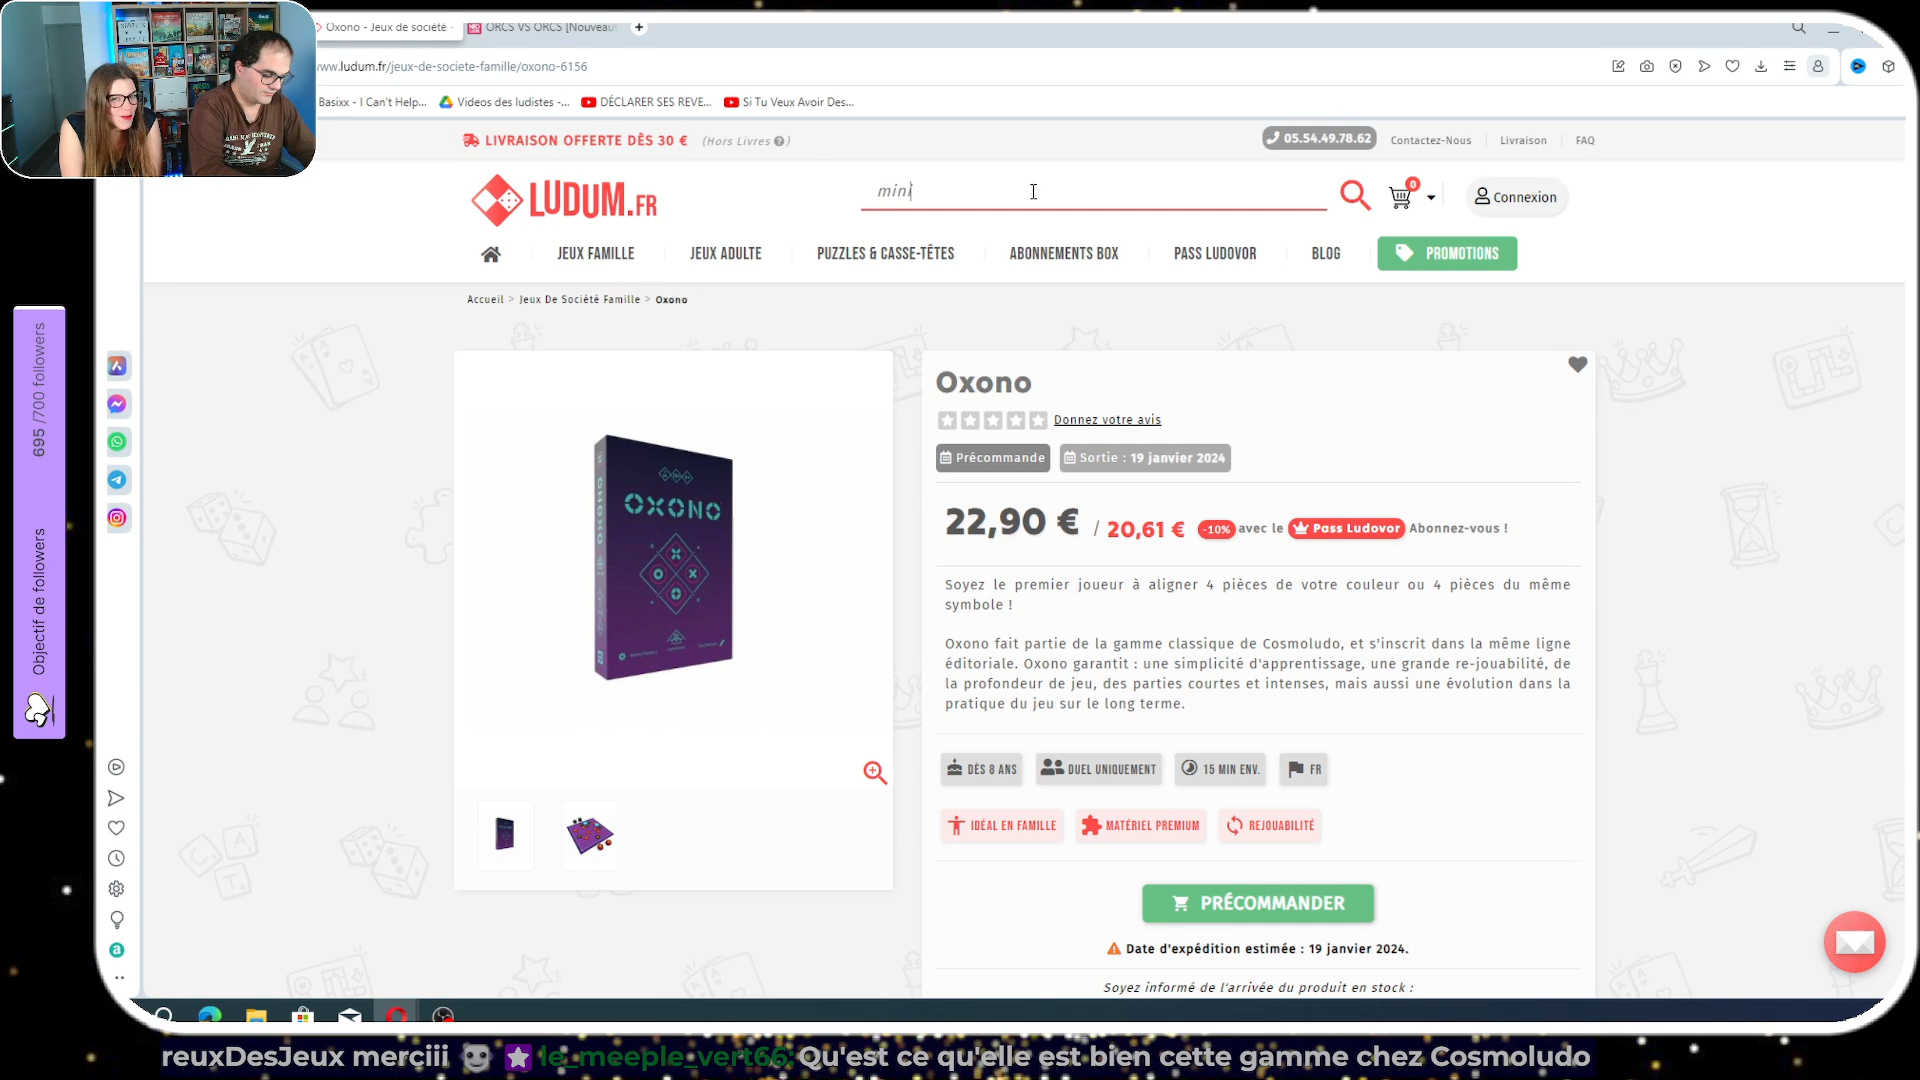 Oxono - Jeux de société -
ORCS VS ORCS [Nouveau
www.ludum.fr/jeux-de-societe-famille/oxono-6156
Basixx - I Can't Help...
Videos des ludistes -...
DÉCLARER SES REVE...
Si Tu Veux Avoir Des...
LIVRAISON OFFERTE DÈS 30 € (Hors Livres)
05.54.49.78.62
Contactez-Nous
Livraison
FAQ
LUDUM.FR
mini
0
Connexion
JEUX FAMILLE
JEUX ADULTE
PUZZLES & CASSE-TÊTES
ABONNEMENTS BOX
PASS LUDOVOR
BLOG
PROMOTIONS
Accueil > Jeux De Société Famille > Oxono
OXONO
OXONO
Oxono
Donnez votre avis
Précommande
Sortie : 19 janvier 2024
22,90 € / 20,61 € -10% avec le Pass Ludovor Abonnez-vous !
Soyez le premier joueur à aligner 4 pièces de votre couleur ou 4 pièces du même
symbole !
Oxono fait partie de la gamme classique de Cosmoludo, et s'inscrit dans la même ligne
éditoriale. Oxono garantit : une simplicité d'apprentissage, une grande re-jouabilité, de
la profondeur de jeu, des parties courtes et intenses, mais aussi une évolution dans la
pratique du jeu sur le long terme.
DÈS 8 ANS
DUEL UNIQUEMENT
15 MIN ENV.
FR
IDÉAL EN FAMILLE
MATÉRIEL PREMIUM
REJOUABILITÉ
PRÉCOMMANDER
Date d'expédition estimée : 19 janvier 2024.
Soyez informé de l'arrivée du produit en stock :
Objectif de followers
695 /700 followers
reuxDesJeux merciii le_meeple_vert66: Qu'est ce qu'elle est bien cette gamme chez Cosmoludo